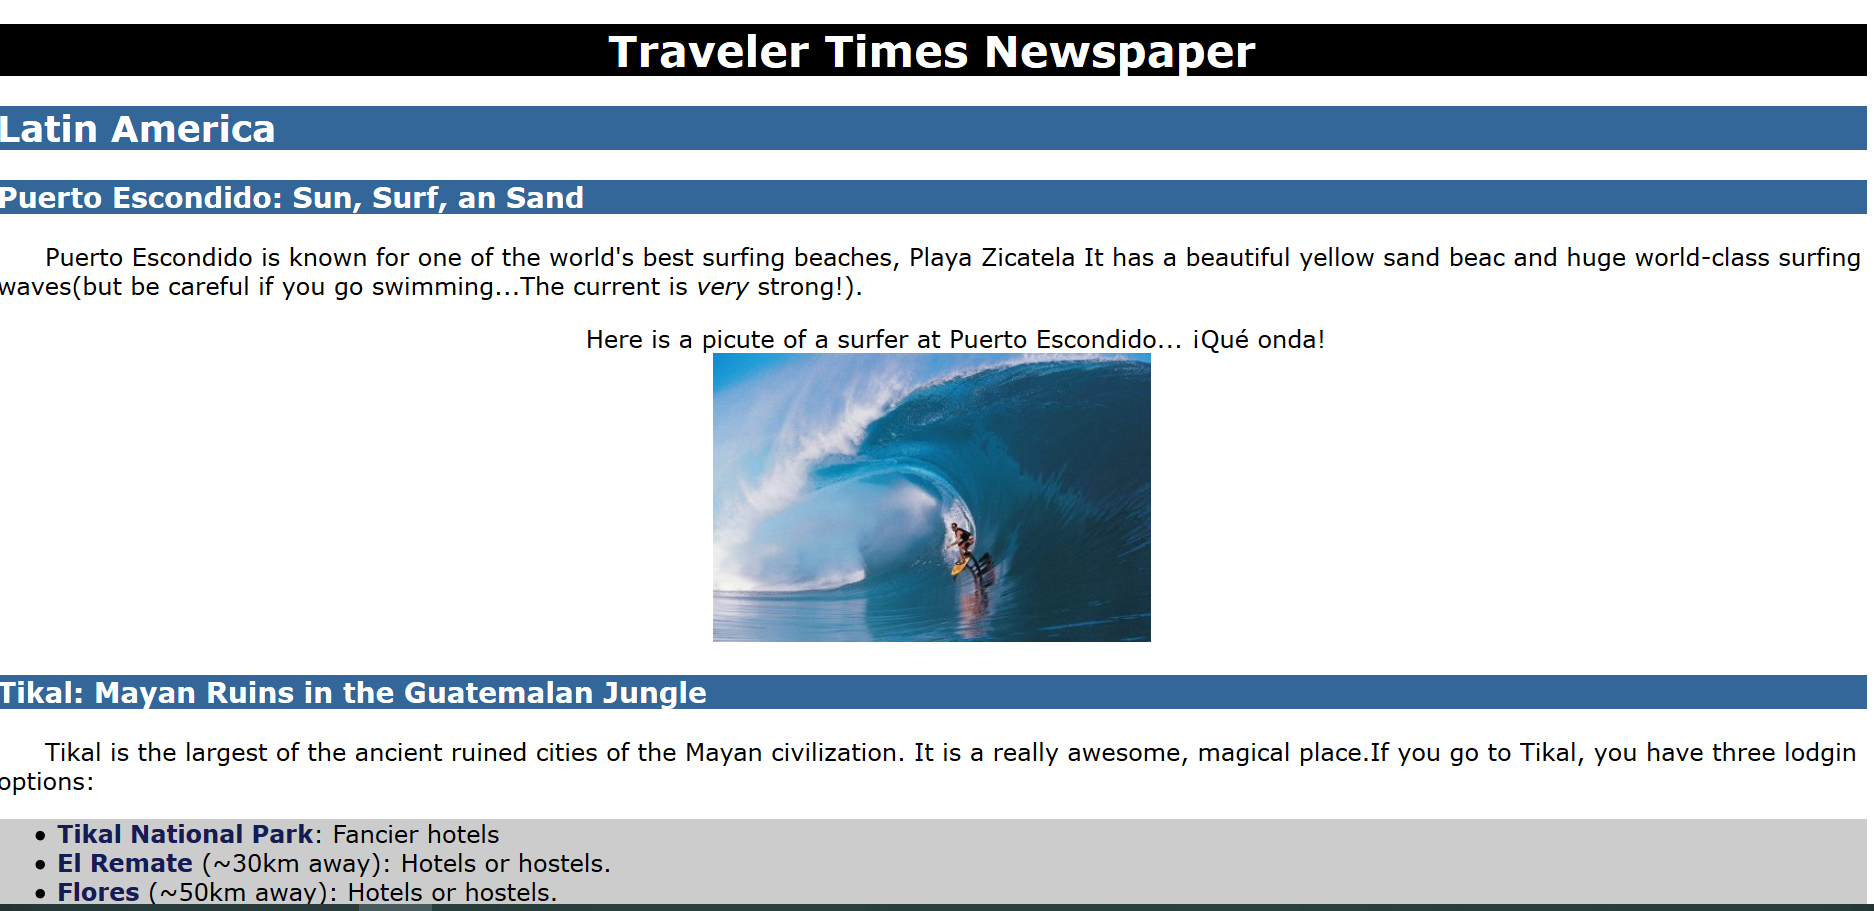 Traveler Times Newspaper
Latin America
Puerto Escondido: Sun, Surf, an Sand
Puerto Escondido is known for one of the world's best surfing beaches, Playa Zicatela It has a beautiful yellow sand beac and huge world-class surfing
waves(but be careful if you go swimming...The current is very strong!).
Here is a picute of a surfer at Puerto Escondido... ¡Qué onda!
Tikal: Mayan Ruins in the Guatemalan Jungle
Tikal is the largest of the ancient ruined cities of the Mayan civilization. It is a really awesome, magical place.If you go to Tikal, you have three lodgin
options:
• Tikal National Park: Fancier hotels
• El Remate (~30km away): Hotels or hostels.
• Flores (~50km away): Hotels or hostels.